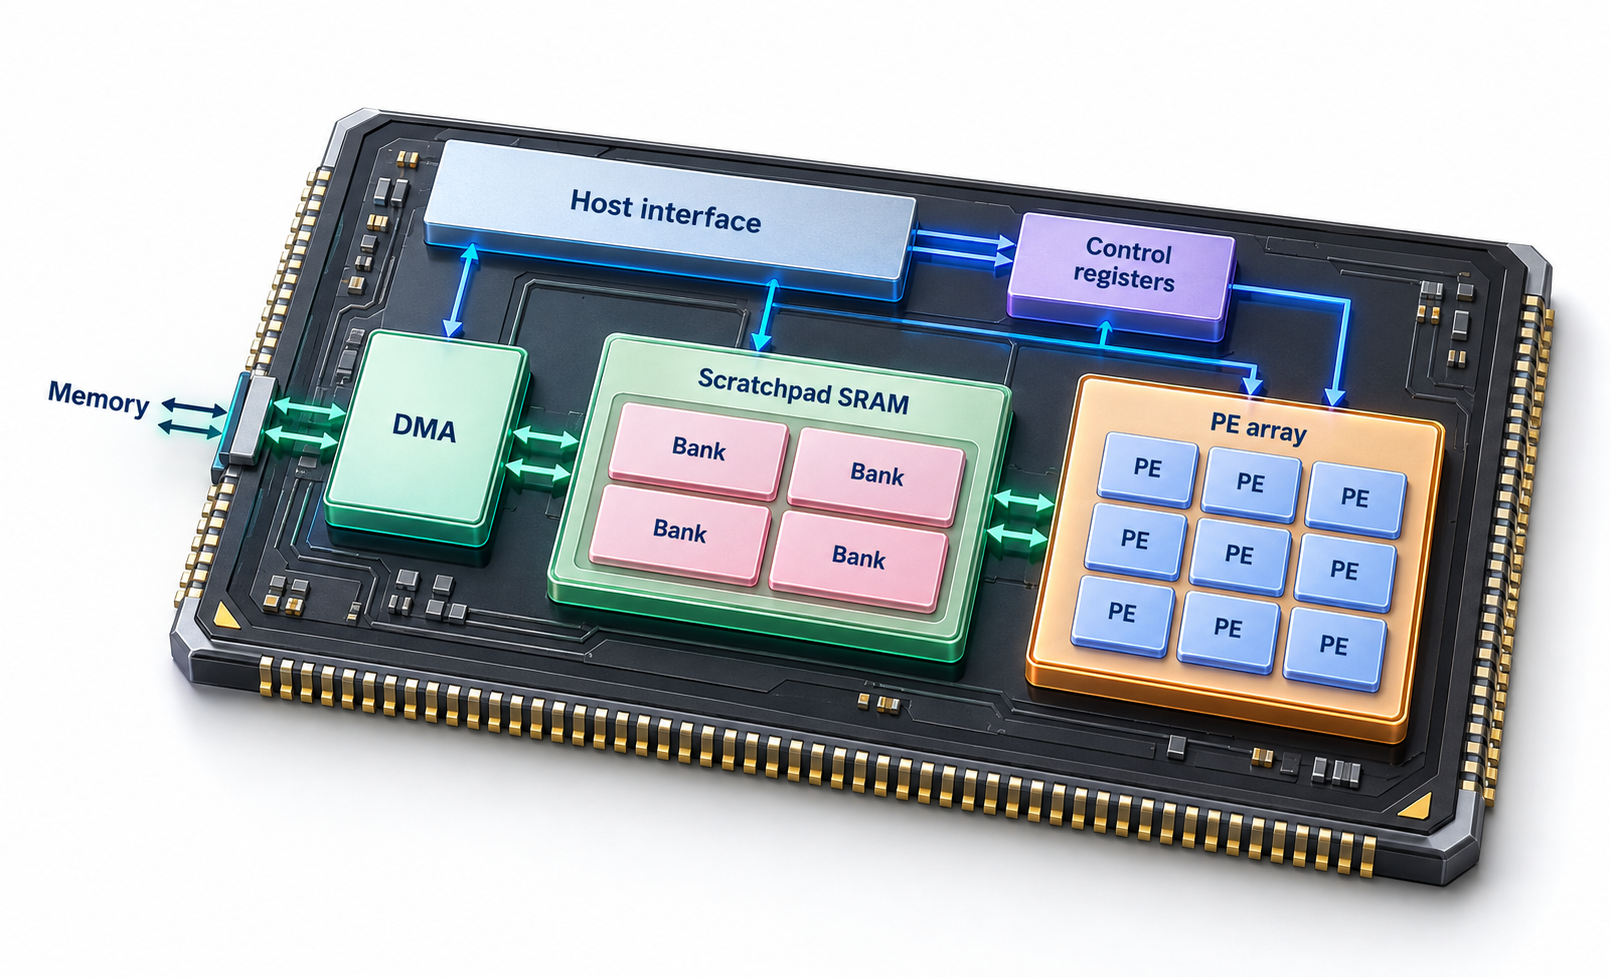 Host interface
Control
registers
Memory
DMA
Scratchpad SRAM
Bank
Bank
Bank
Bank
PE array
PE
PE
PE
PE
PE
PE
PE
PE
PE